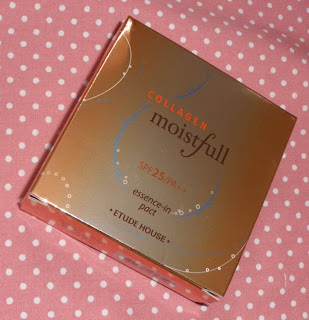 COLLAGEN
moistfull
SPF25/PA++
essence-in
pact
• ETUDE HOUSE •